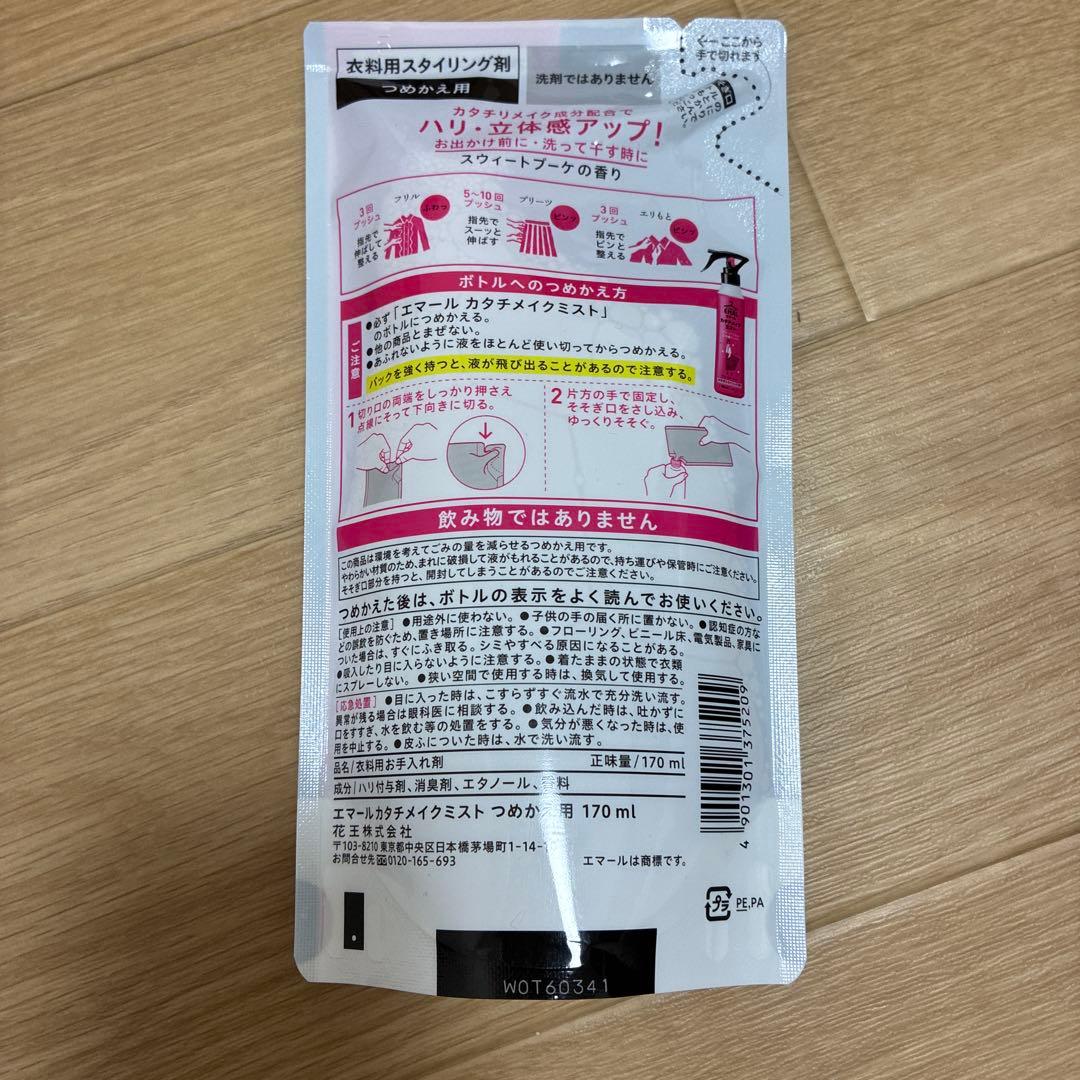 衣料用スタイリング剤
つめかえ用
洗剤ではありません
ここから
手で切れます
カタチリメイク成分配合で
ハリ・立体感アップ!
お出かけ前に・洗って干す時に
スウィートブーケの香り
3回
プッシュ
フリル
ふわっ
指先で
伸ばして
整える
5~10回
プッシュ
プリーツ
ピシッ
指先で
スーッと
伸ばす
3回
プッシュ
エリもと
ピシッ
指先で
ピンと
整える
ボトルへのつめかえ方
ご注意
●必ず「エマール カタチメイクミスト」
のボトルにつめかえる。
●他の商品とまぜない。
●あふれないように液をほとんど使い切ってからつめかえる。
パックを強く持つと、液が飛び出ることがあるので注意する。
1 切り口の両端をしっかり押さえ
点線にそって下向きに切る。
2 片方の手で固定し、
そそぎ口をさし込み、
ゆっくりそそぐ。
飲み物ではありません
この商品は環境を考えてごみの量を減らせるつめかえ用です。
やわらかい材質のため、まれに破損して液がもれることがあるので、持ち運びや保管時にご注意ください。
そそぎ口部分を持つと、開封してしまうことがあるのでご注意ください。
つめかえた後は、ボトルの表示をよく読んでお使いください。
[使用上の注意] ●用途外に使わない。●子供の手の届く所に置かない。●認知症の方な
どの誤飲を防ぐため、置き場所に注意する。●フローリング、ビニール床、電気製品、家具に
ついた場合は、すぐにふき取る。シミやすべる原因になることがある。
●吸入したり目に入らないように注意する。●着たままの状態で衣類
にスプレーしない。●狭い空間で使用する時は、換気して使用する。
[応急処置] ●目に入った時は、こすらずすぐ流水で充分洗い流す。
異常が残る場合は眼科医に相談する。●飲み込んだ時は、吐かずに
口をすすぎ、水を飲む等の処置をする。●気分が悪くなった時は、使
用を中止する。●皮ふについた時は、水で洗い流す。
品名/衣料用お手入れ剤 正味量/170 ml
成分/ハリ付与剤、消臭剤、エタノール、料
エマールカタチメイクミスト つめかえ用 170 ml
花王株式会社
〒103-8210 東京都中央区日本橋茅場町1-14-1
お問合せ先 0120-165-693
エマールは商標です。
4 901301 375209
プラ
PE,PA
W0T60341